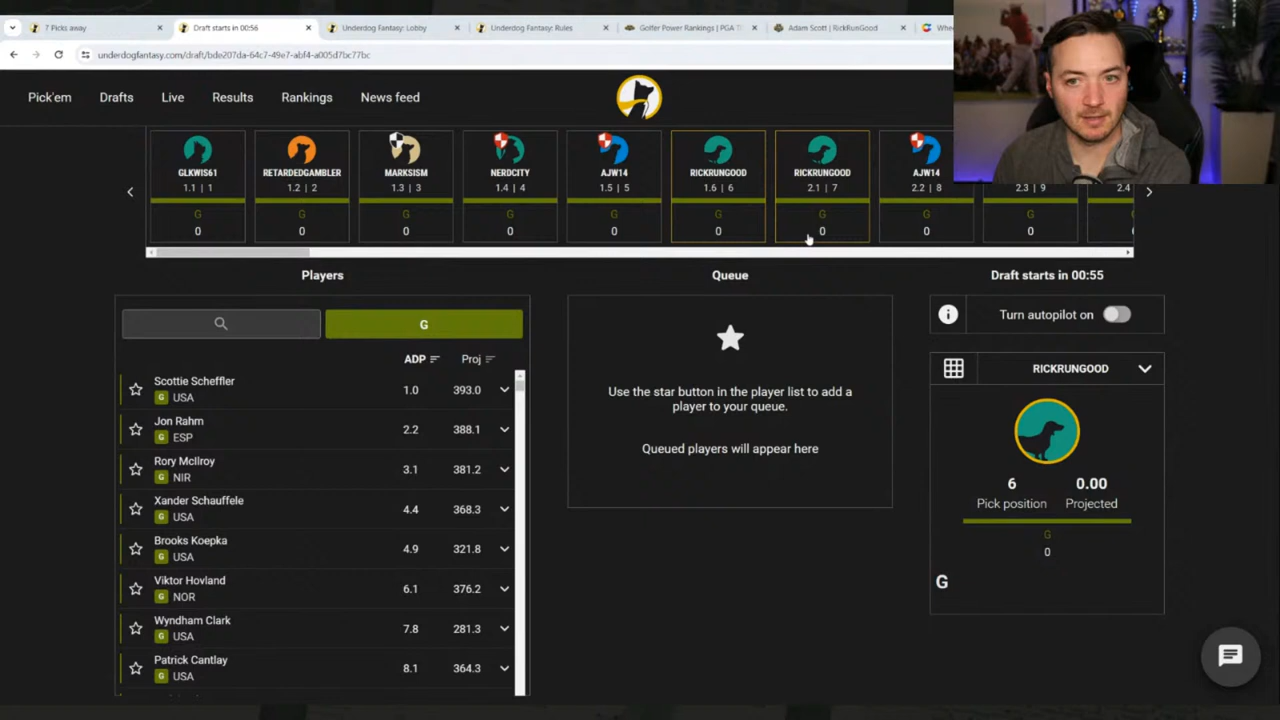 7 Picks away
Draft starts in 00:56
Underdog Fantasy: Lobby
Underdog Fantasy: Rules
Golfer Power Rankings | PGA T
Adam Scott | RickRunGood
underdogfantasy.com/draft/bde207da-64c7-49e7-abf4-a005d7bc77bc
Pick'em Drafts Live Results Rankings News feed
GLKWIS61 RETARDEDGAMBLER MARKSISM NERDCITY AJW14 RICKRUNGOOD RICKRUNGOOD AJW14
1.1 | 1 1.2 | 2 1.3 | 3 1.4 | 4 1.5 | 5 1.6 | 6 2.1 | 7 2.2 | 8 2.3 | 9 2.4
G G G G G G G G G
0 0 0 0 0 0 0 0 0
Players
Queue
Draft starts in 00:55
G
Turn autopilot on
ADP Proj
Scottie Scheffler
G USA 1.0 393.0
Jon Rahm
G ESP 2.2 388.1
Rory McIlroy
G NIR 3.1 381.2
Xander Schauffele
G USA 4.4 368.3
Brooks Koepka
G USA 4.9 321.8
Viktor Hovland
G NOR 6.1 376.2
Wyndham Clark
G USA 7.8 281.3
Patrick Cantlay
G USA 8.1 364.3
Use the star button in the player list to add a
player to your queue.
Queued players will appear here
RICKRUNGOOD
6 0.00
Pick position Projected
G
0
G